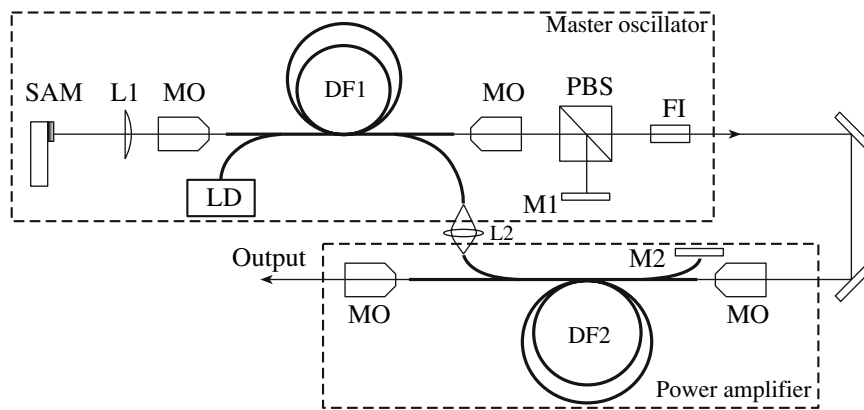 Master oscillator
SAM
L1
MO
DF1
MO
PBS
FI
LD
M1
L2
M2
Output
MO
DF2
MO
Power amplifier